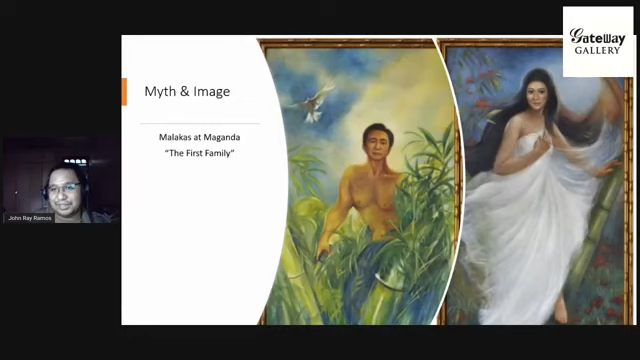 Gateway
GALLERY
Myth & Image
Malakas at Maganda
“The First Family”
John Ray Ramos